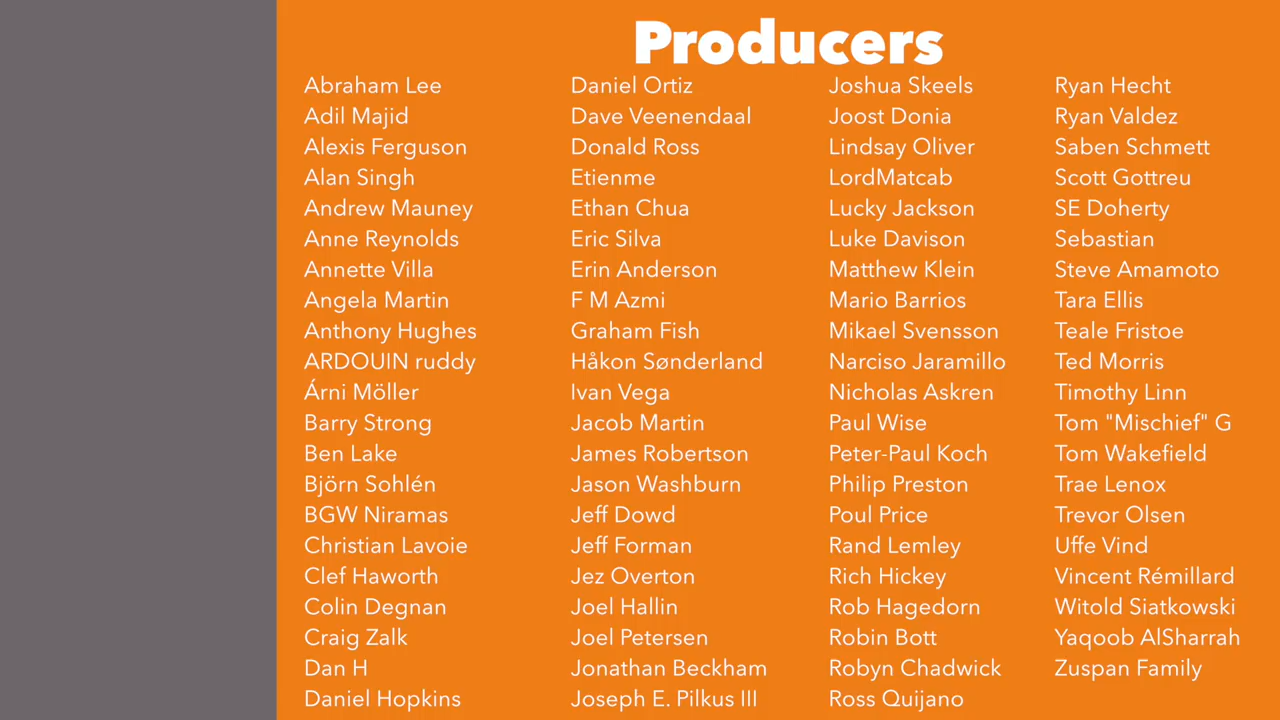 Producers
Abraham Lee
Adil Majid
Alexis Ferguson
Alan Singh
Andrew Mauney
Anne Reynolds
Annette Villa
Angela Martin
Anthony Hughes
ARDOUIN ruddy
Árni Möller
Barry Strong
Ben Lake
Björn Sohlén
BGW Niramas
Christian Lavoie
Clef Haworth
Colin Degnan
Craig Zalk
Dan H
Daniel Hopkins
Daniel Ortiz
Dave Veenendaal
Donald Ross
Etienme
Ethan Chua
Eric Silva
Erin Anderson
F M Azmi
Graham Fish
Håkon Sønderland
Ivan Vega
Jacob Martin
James Robertson
Jason Washburn
Jeff Dowd
Jeff Forman
Jez Overton
Joel Hallin
Joel Petersen
Jonathan Beckham
Joseph E. Pilkus III
Joshua Skeels
Joost Donia
Lindsay Oliver
LordMatcab
Lucky Jackson
Luke Davison
Matthew Klein
Mario Barrios
Mikael Svensson
Narciso Jaramillo
Nicholas Askren
Paul Wise
Peter-Paul Koch
Philip Preston
Poul Price
Rand Lemley
Rich Hickey
Rob Hagedorn
Robin Bott
Robyn Chadwick
Ross Quijano
Ryan Hecht
Ryan Valdez
Saben Schmett
Scott Gottreu
SE Doherty
Sebastian
Steve Amamoto
Tara Ellis
Teale Fristoe
Ted Morris
Timothy Linn
Tom "Mischief" G
Tom Wakefield
Trae Lenox
Trevor Olsen
Uffe Vind
Vincent Rémillard
Witold Siatkowski
Yaqoob AlSharrah
Zuspan Family